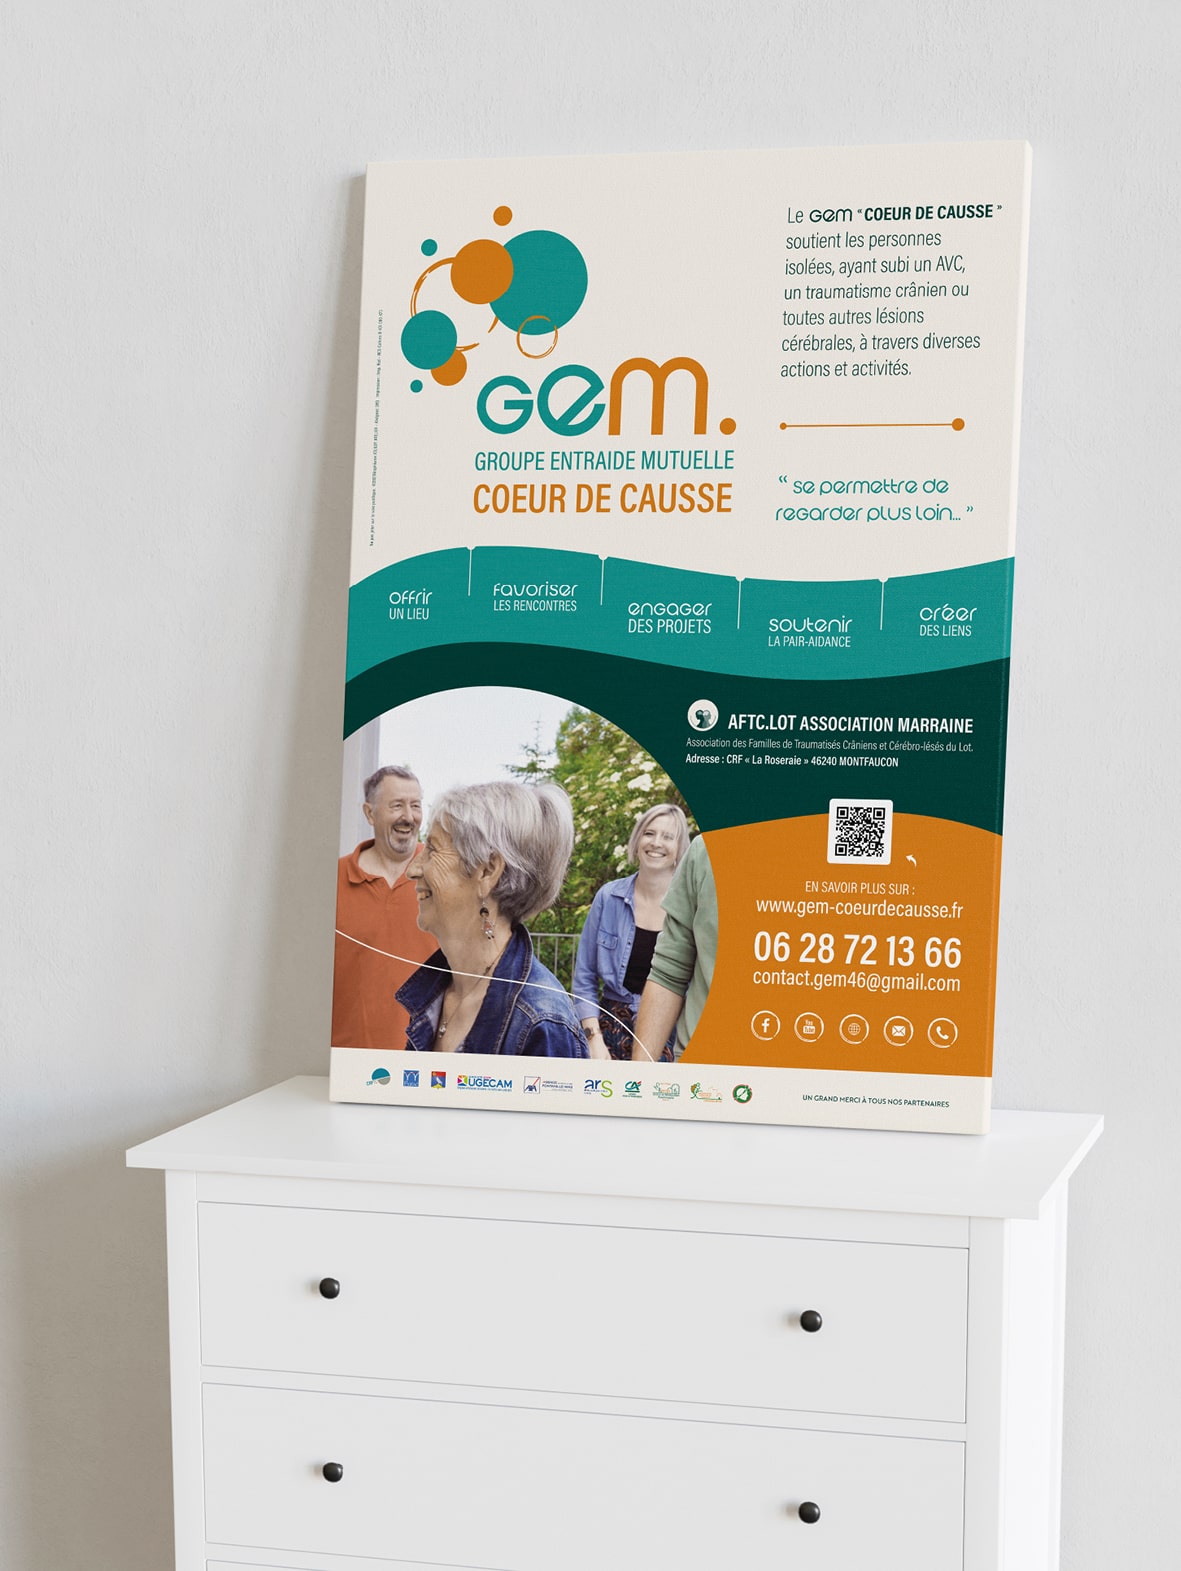 Le Gem “ COEUR DE CAUSSE ”
soutient les personnes
isolées, ayant subi un AVC,
un traumatisme crânien ou
toutes autres lésions
cérébrales, à travers diverses
actions et activités.
Gem.
GROUPE ENTRAIDE MUTUELLE
COEUR DE CAUSSE
“ se permettre de
regarder plus loin... ”
offrir
UN LIEU
favoriser
LES RENCONTRES
engager
DES PROJETS
soutenir
LA PAIR-AIDANCE
créer
DES LIENS
AFTC.LOT ASSOCIATION MARRAINE
Association des Familles de Traumatisés Crâniens et Cérébro-lésés du Lot.
Adresse : CRF « La Roseraie » 46240 MONTFAUCON
EN SAVOIR PLUS SUR :
www.gem-coeurdecausse.fr
06 28 72 13 66
contact.gem46@gmail.com
You
Tube
UGECAM
AXA
ars
CA
UN GRAND MERCI À TOUS NOS PARTENAIRES